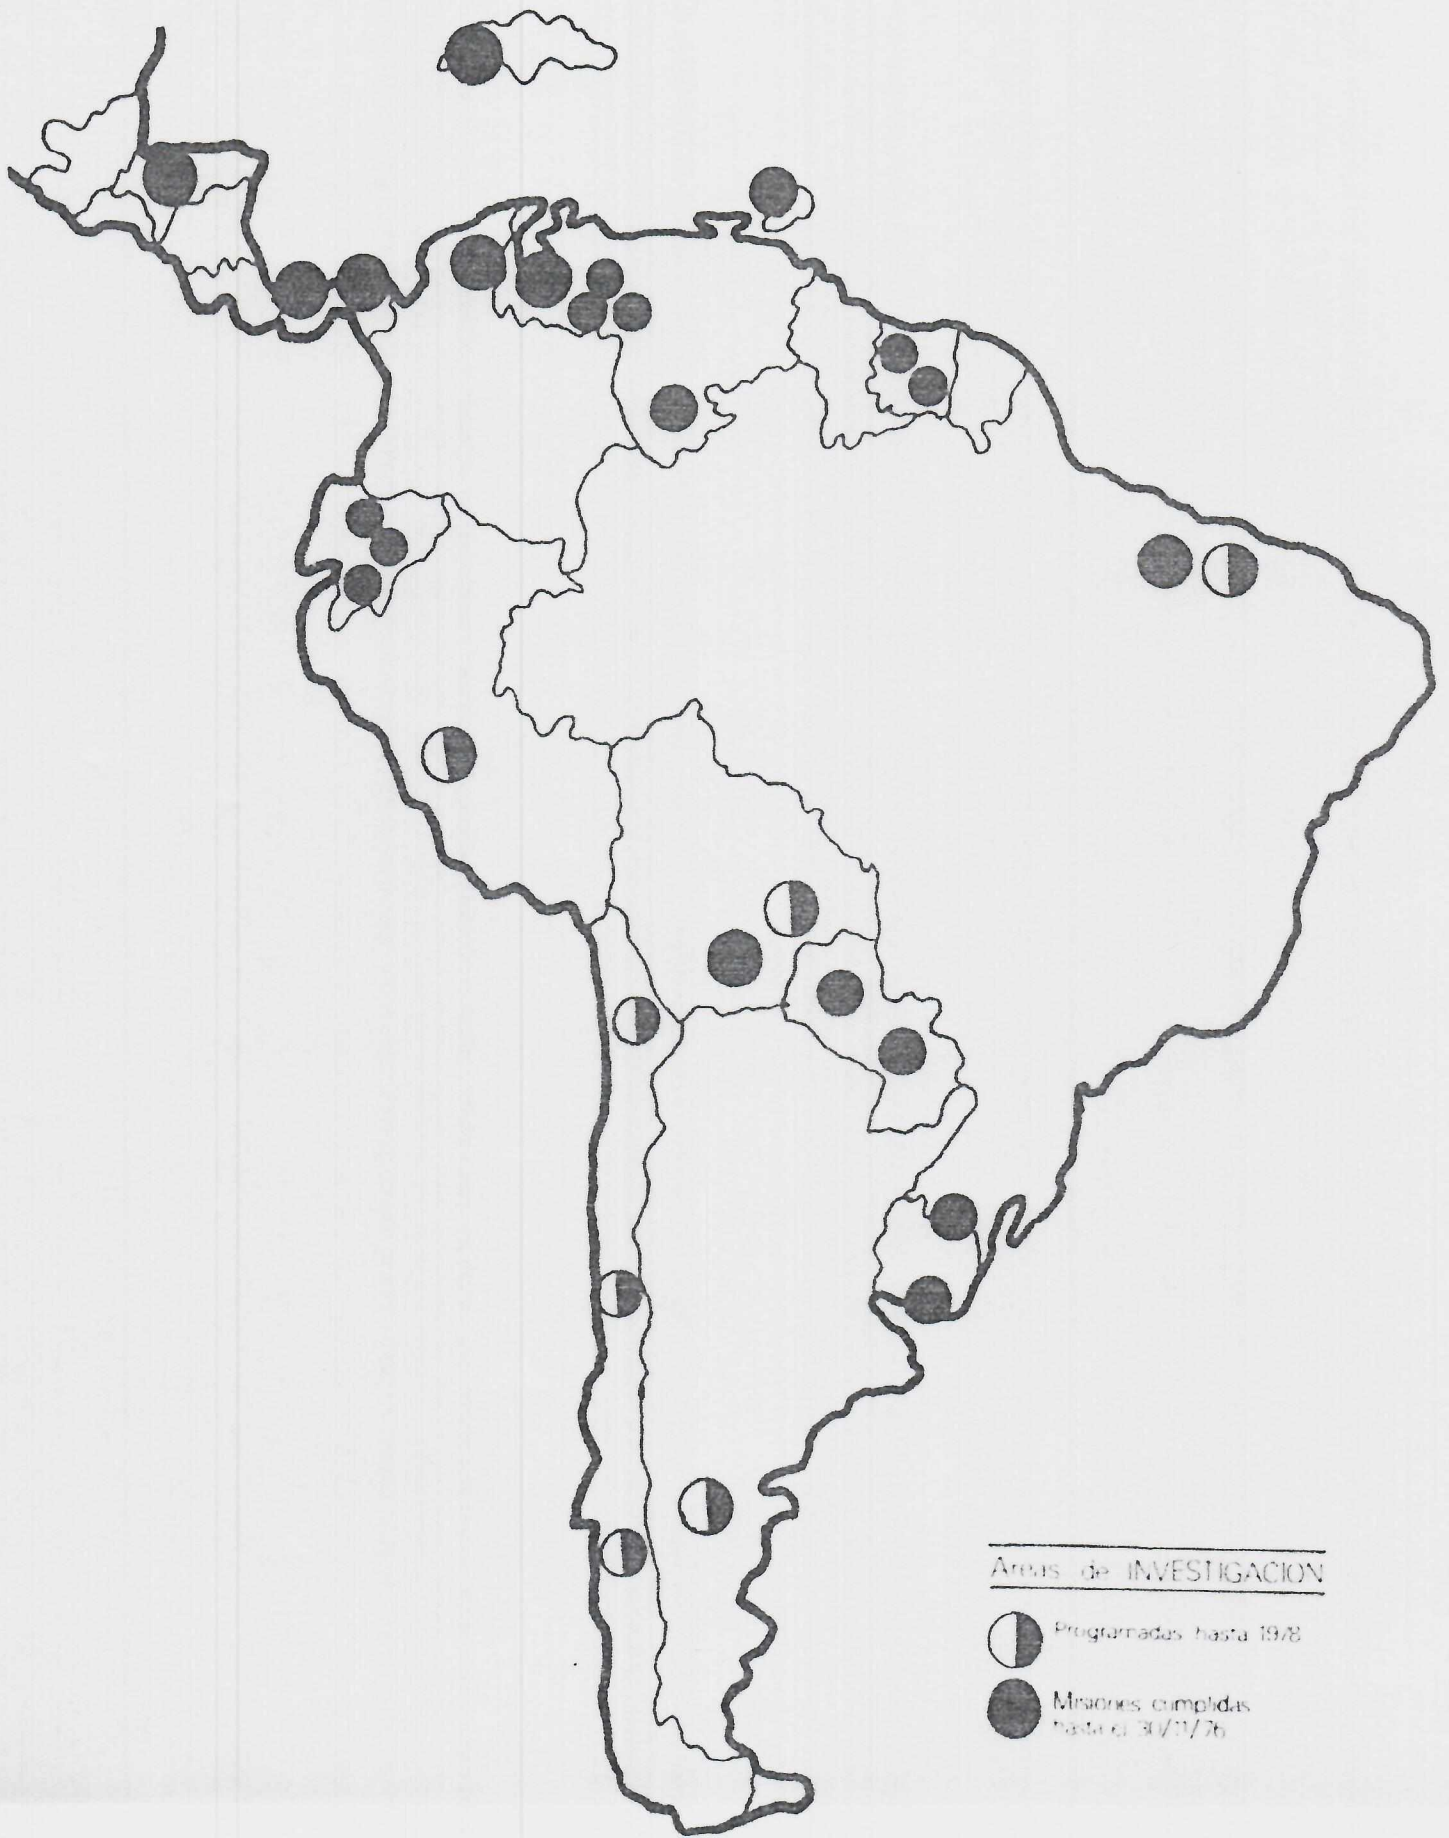 Areas de INVESTIGACION
Programadas hasta 1978
Misiones cumplidas
hasta el 30/11/76